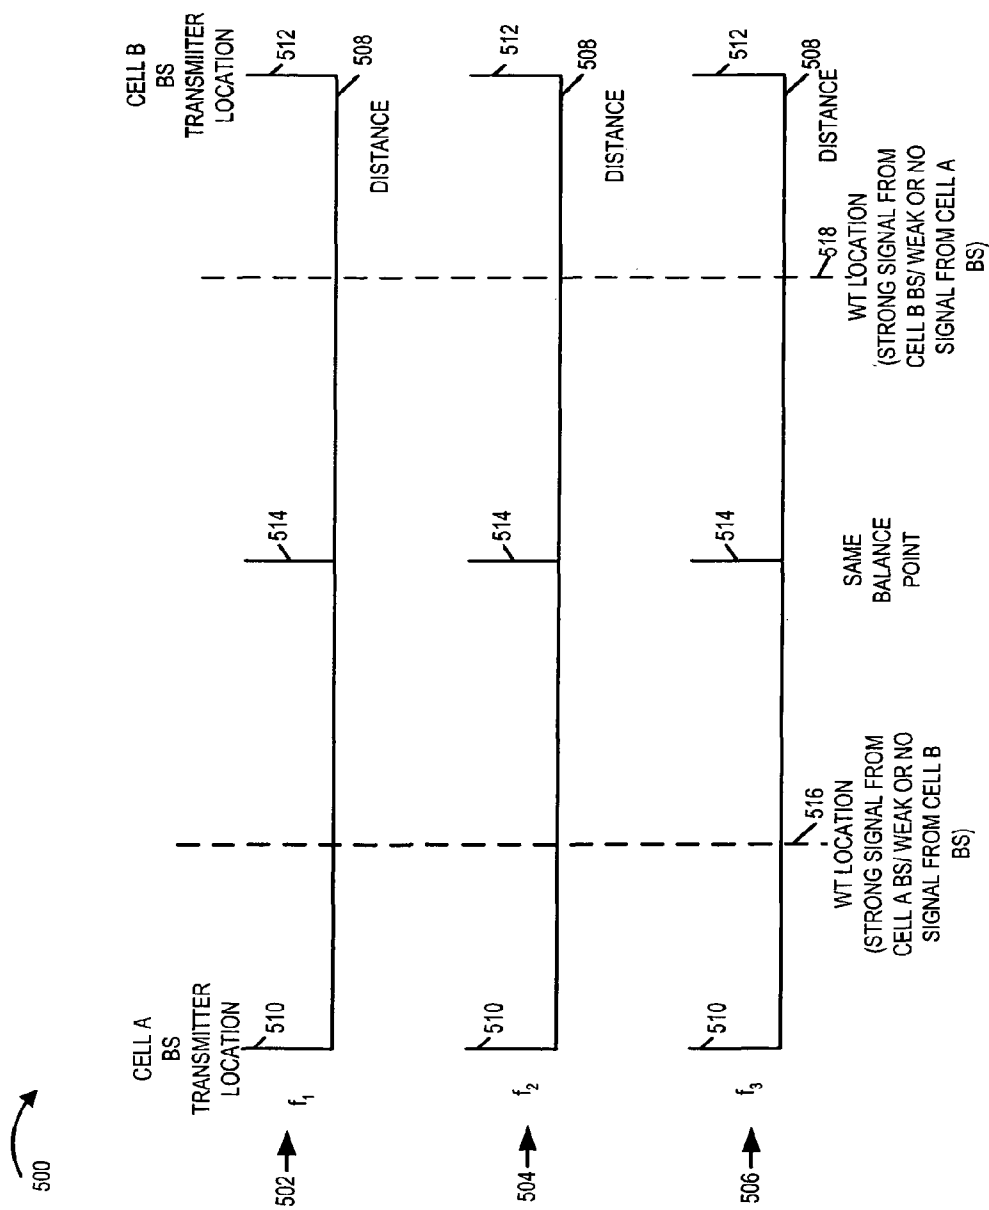 500
CELL A
BS
TRANSMITTER
LOCATION
CELL B
BS
TRANSMIITER
LOCATION
502
f1
510
514
512
508
DISTANCE
504
f2
510
514
512
508
DISTANCE
506
f3
510
514
512
508
DISTANCE
516
WT LOCATION
(STRONG SIGNAL FROM
CELL A BS/ WEAK OR NO
SIGNAL FROM CELL B
BS)
SAME
BALANCE
POINT
518
WT LOCATION
(STRONG SIGNAL FROM
CELL B BS/ WEAK OR NO
SIGNAL FROM CELL A
BS)